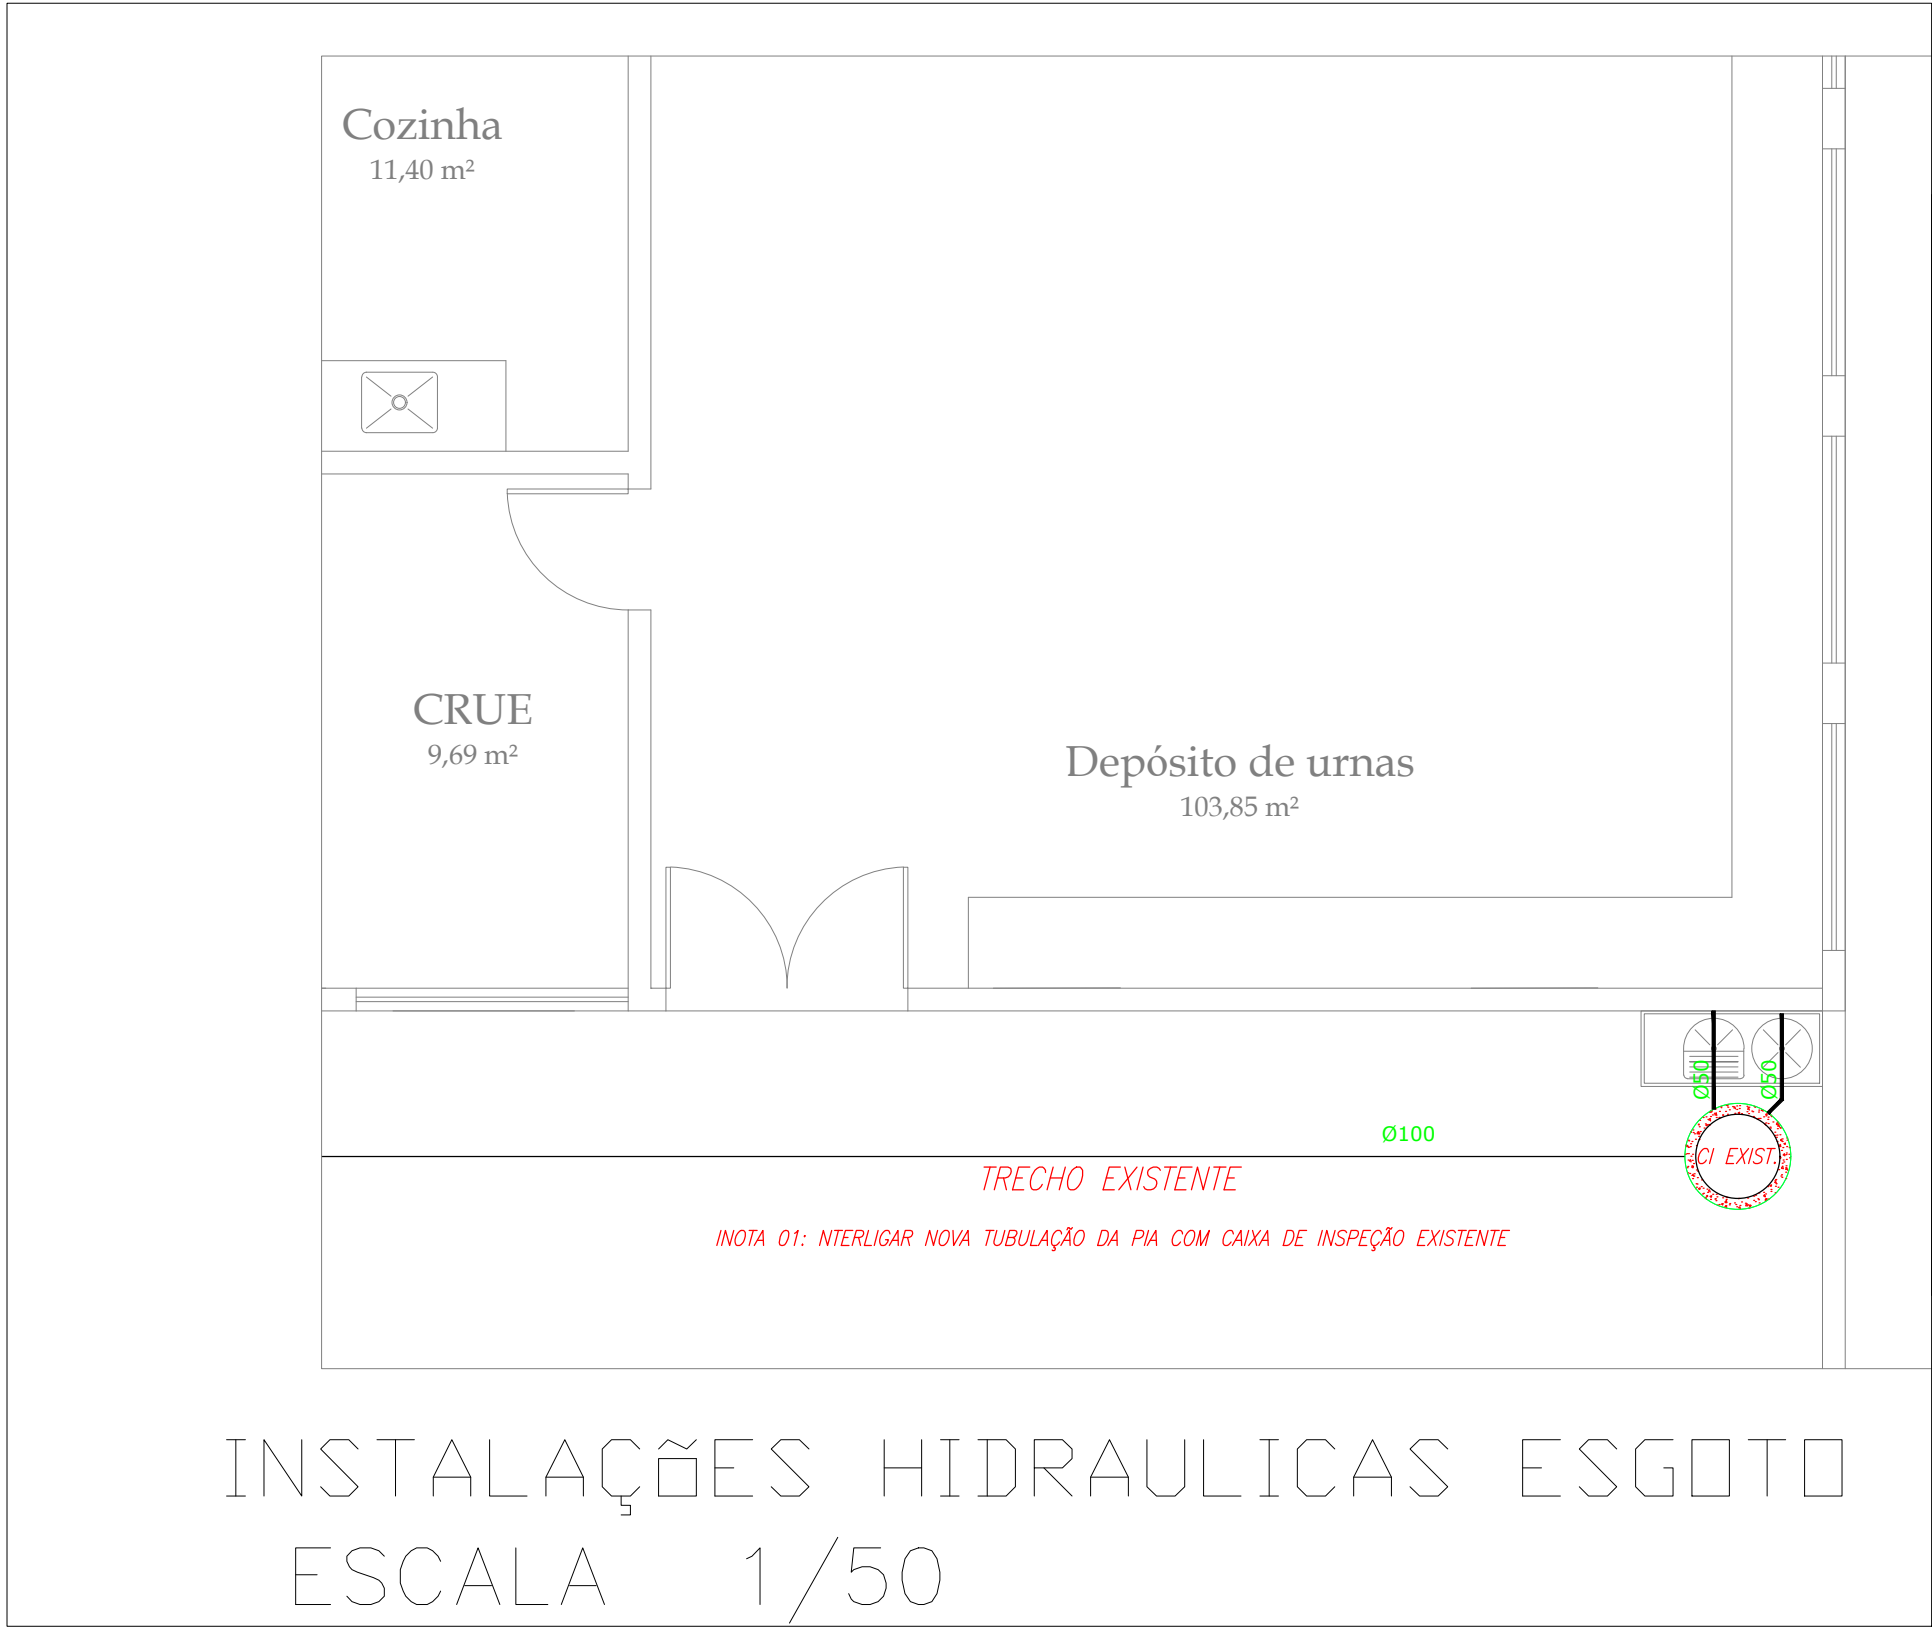 Cozinha
11,40 m²
CRUE
9,69 m²
Depósito de urnas
103,85 m²
Ø50
Ø50
Ø100
CI EXIST.
TRECHO EXISTENTE
INOTA 01: NTERLIGAR NOVA TUBULAÇÃO DA PIA COM CAIXA DE INSPEÇÃO EXISTENTE
INSTALAÇÕES HIDRAULICAS ESGOTO
ESCALA 1/50